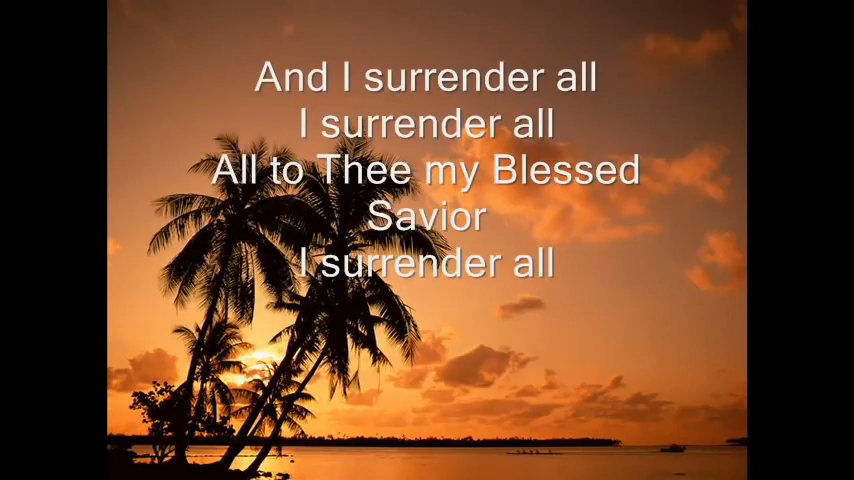 And I surrender all
I surrender all
All to Thee my Blessed
Savior
I surrender all